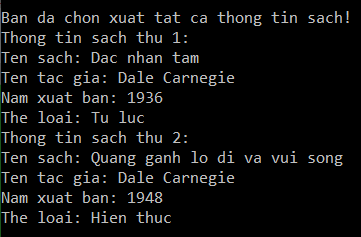 Ban da chon xuat tat ca thong tin sach!
Thong tin sach thu 1:
Ten sach: Dac nhan tam
Ten tac gia: Dale Carnegie
Nam xuat ban: 1936
The loai: Tu luc
Thong tin sach thu 2:
Ten sach: Quang ganh lo di va vui song
Ten tac gia: Dale Carnegie
Nam xuat ban: 1948
The loai: Hien thuc